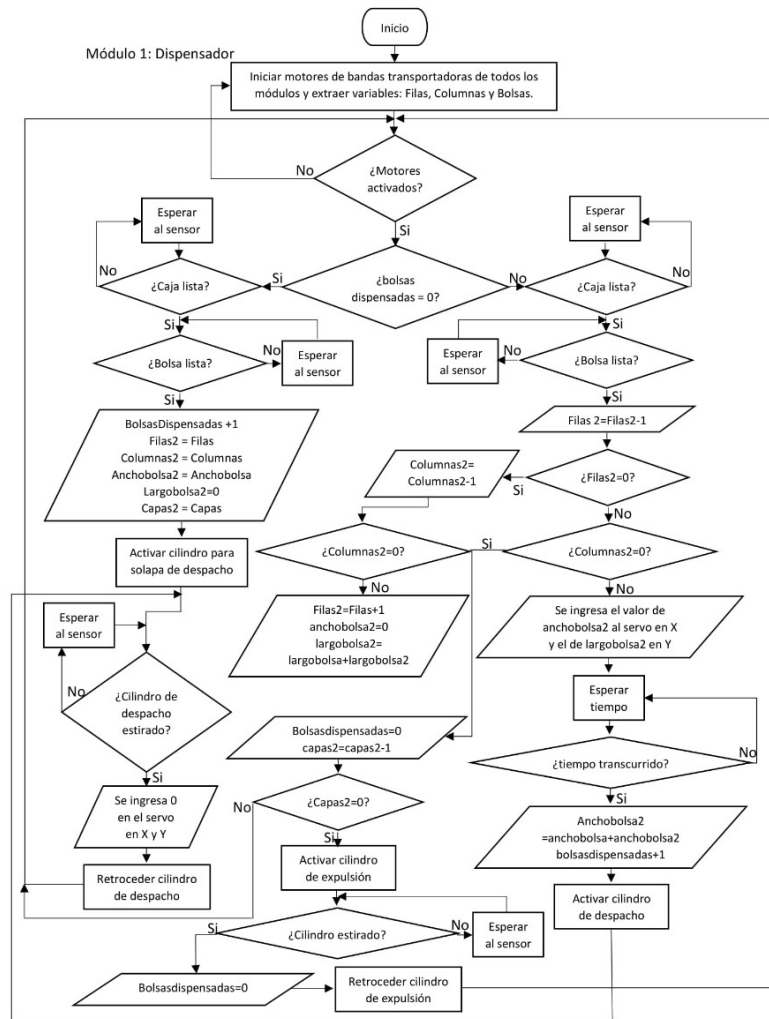 Inicio
Módulo 1: Dispensador
Iniciar motores de bandas transportadoras de todos los
módulos y extraer variables: Filas, Columnas y Bolsas.
No
¿Motores
activados?
Si
Esperar
al sensor
Esperar
al sensor
No
¿Caja lista?
Si
¿bolsas
dispensadas = 0?
No
¿Caja lista?
No
Si
Si
¿Bolsa lista?
No
Esperar
al sensor
Esperar
al sensor
No
¿Bolsa lista?
Si
Si
BolsasDispensadas +1
Filas2 = Filas
Columnas2 = Columnas
Anchobolsa2 = Anchobolsa
Largobolsa2=0
Capas2 = Capas
Filas 2=Filas2-1
Columnas2=
Columnas2-1
Si
¿Filas2=0?
No
Activar cilindro para
solapa de despacho
¿Columnas2=0?
Si
¿Columnas2=0?
No
No
Filas2=Filas+1
anchobolsa2=0
largobolsa2=
largobolsa+largobolsa2
Se ingresa el valor de
anchobolsa2 al servo en X
y el de largobolsa2 en Y
Esperar
al sensor
No
¿Cilindro de
despacho
estirado?
Si
Esperar
tiempo
Bolsasdispensadas=0
capas2=capas2-1
¿tiempo transcurrido?
No
Si
Se ingresa 0
en el servo
en X y Y
No
¿Capas2=0?
Si
Anchobolsa2
=anchobolsa+anchobolsa2
bolsasdispensadas+1
Retroceder cilindro
de despacho
Activar cilindro
de expulsión
Activar cilindro
de despacho
Si
¿Cilindro estirado?
No
Esperar
al sensor
Bolsasdispensadas=0
Retroceder cilindro
de expulsión